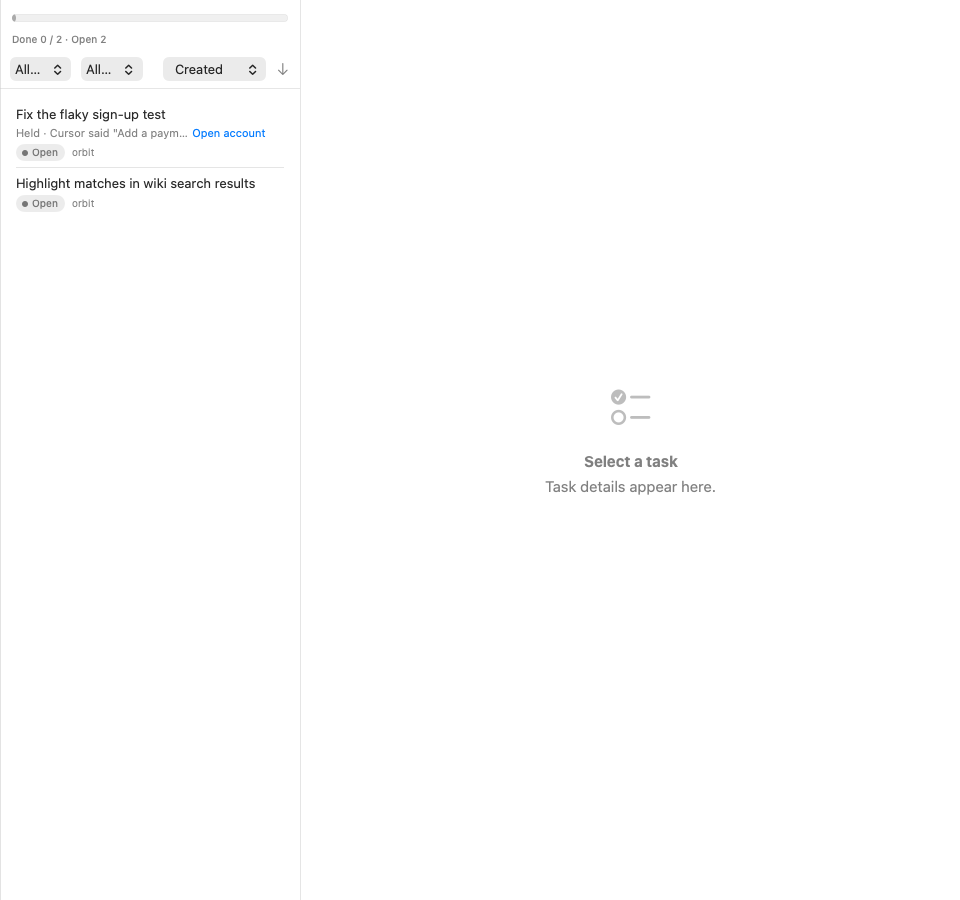 Done 0 / 2 · Open 2
All... All... Created
Fix the flaky sign-up test
Held · Cursor said "Add a paym... Open account
Open orbit
Highlight matches in wiki search results
Open orbit
Select a task
Task details appear here.